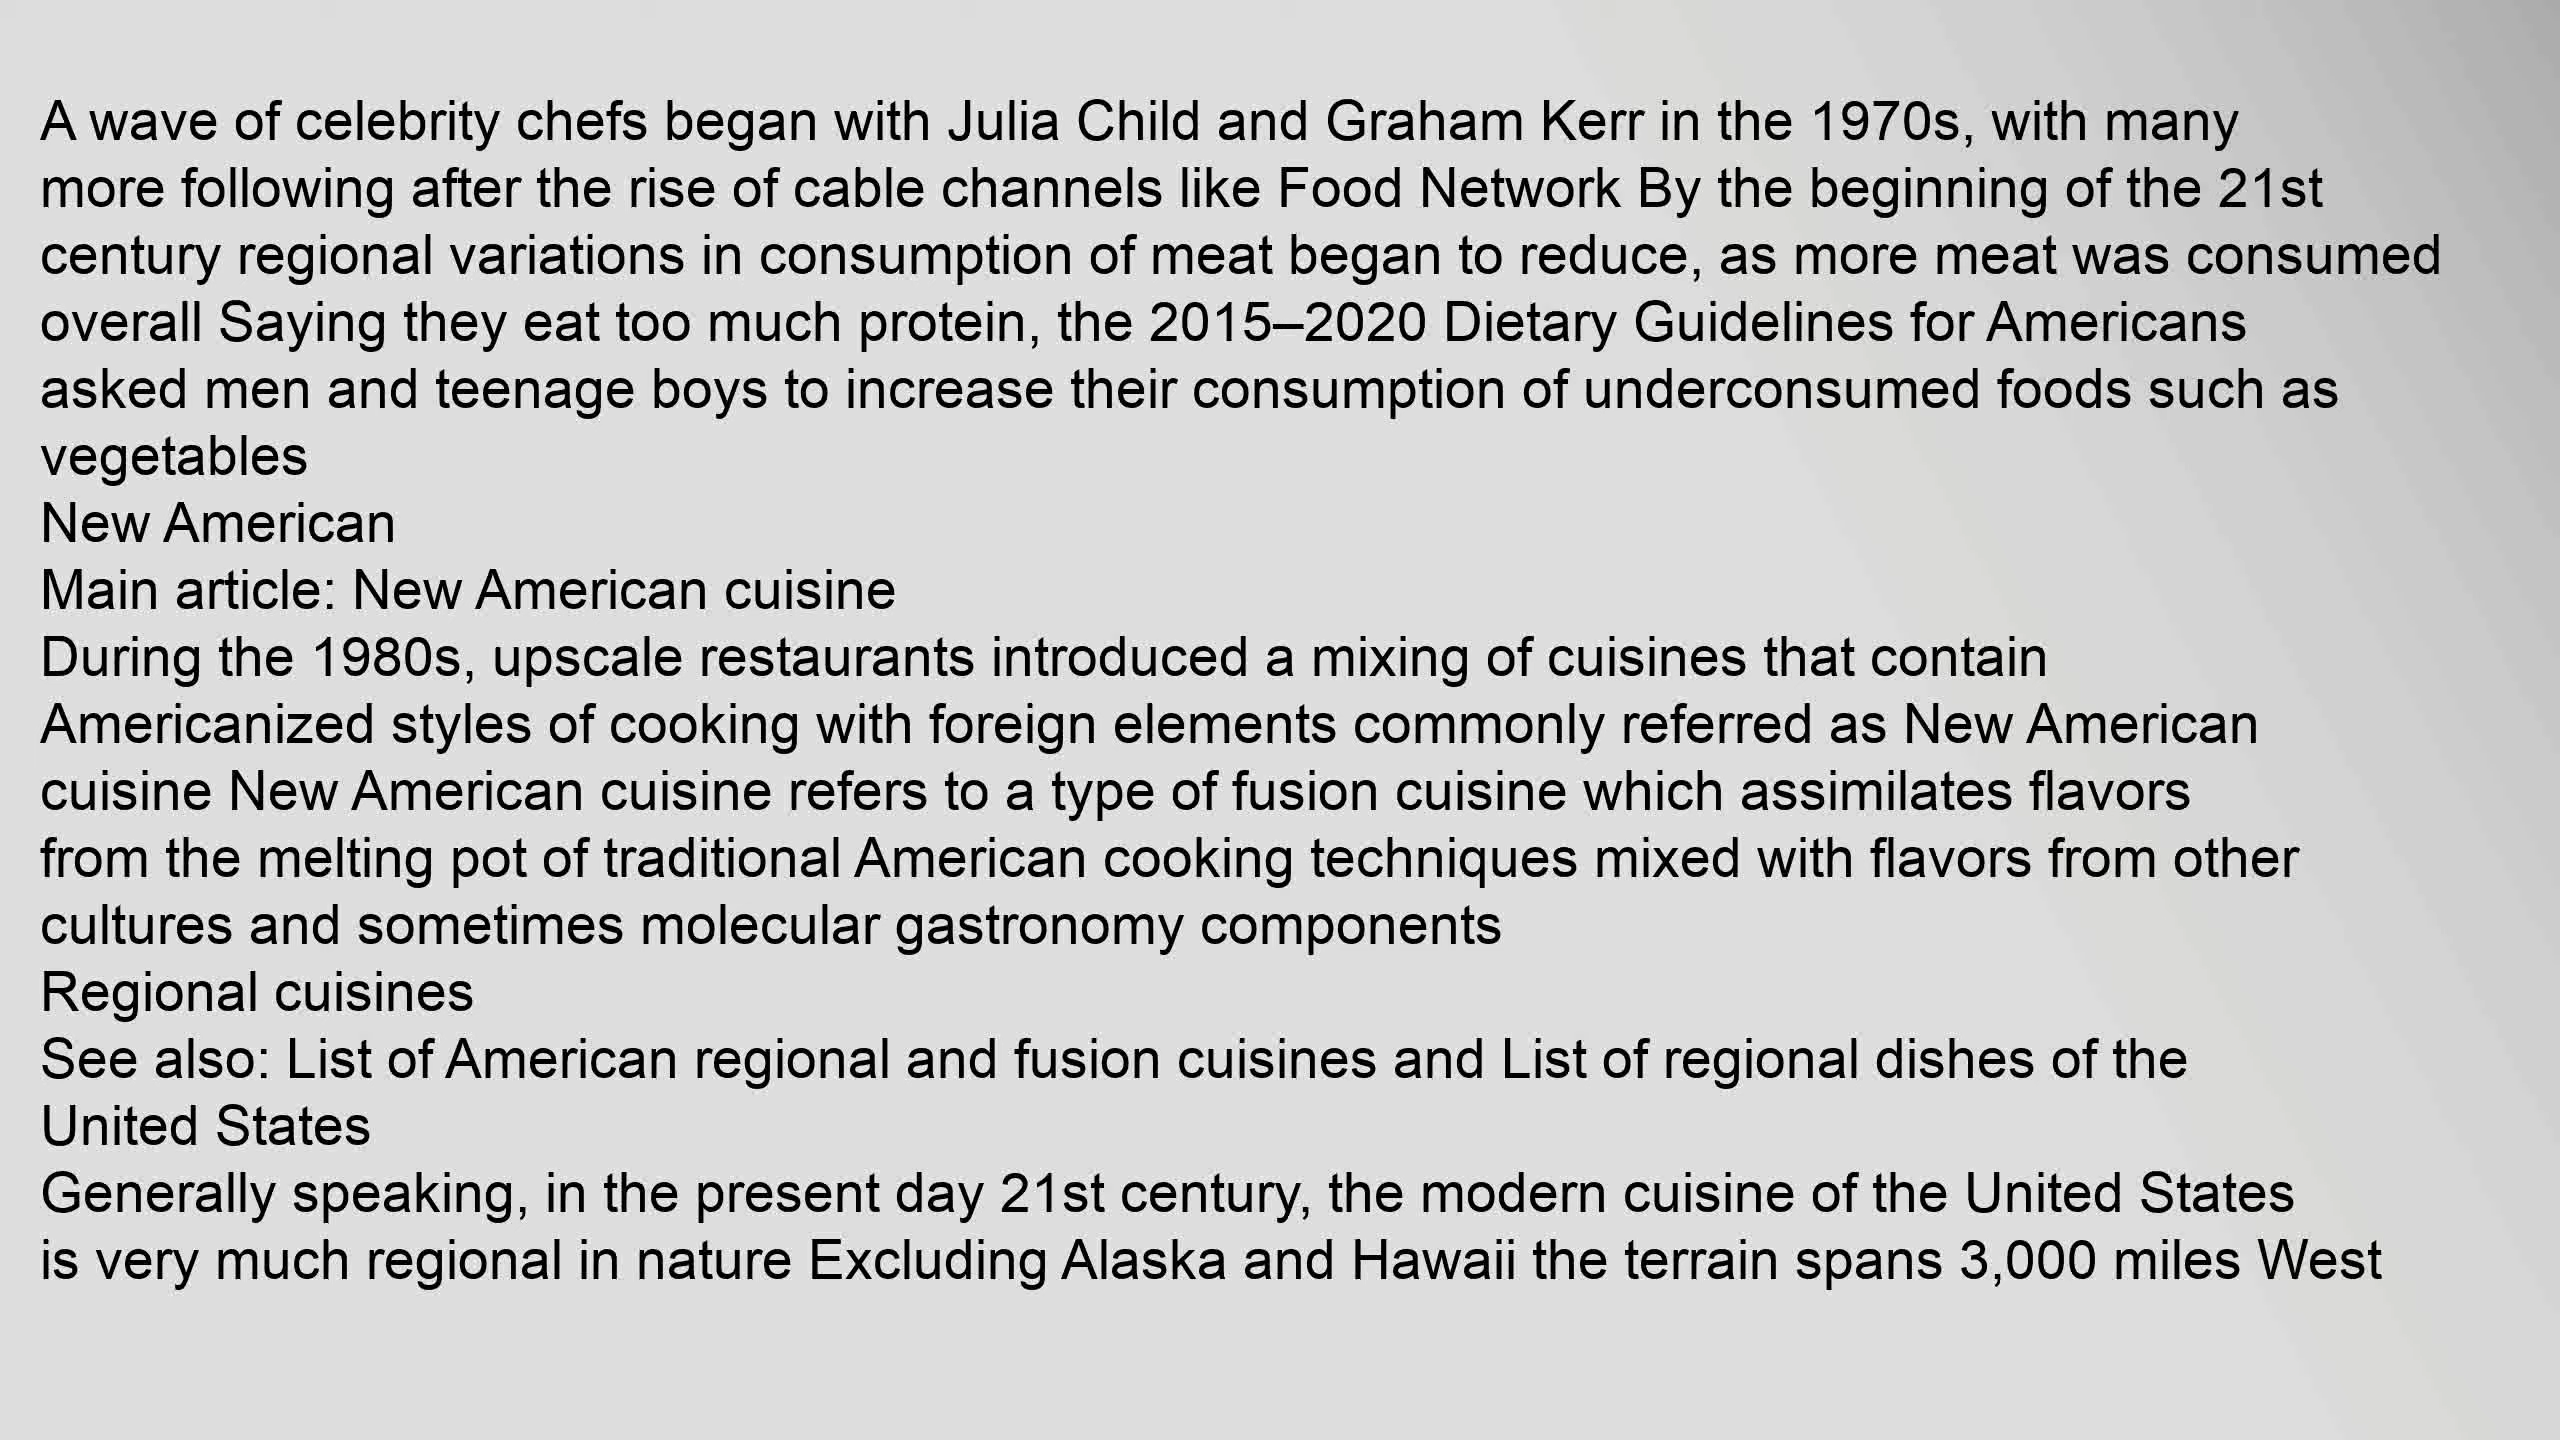 A wave of celebrity chefs began with Julia Child and Graham Kerr in the 1970s, with many
more following after the rise of cable channels like Food Network By the beginning of the 21st
century regional variations in consumption of meat began to reduce, as more meat was consumed
overall Saying they eat too much protein, the 2015–2020 Dietary Guidelines for Americans
asked men and teenage boys to increase their consumption of underconsumed foods such as
vegetables
New American
Main article: New American cuisine
During the 1980s, upscale restaurants introduced a mixing of cuisines that contain
Americanized styles of cooking with foreign elements commonly referred as New American
cuisine New American cuisine refers to a type of fusion cuisine which assimilates flavors
from the melting pot of traditional American cooking techniques mixed with flavors from other
cultures and sometimes molecular gastronomy components
Regional cuisines
See also: List of American regional and fusion cuisines and List of regional dishes of the
United States
Generally speaking, in the present day 21st century, the modern cuisine of the United States
is very much regional in nature Excluding Alaska and Hawaii the terrain spans 3,000 miles West